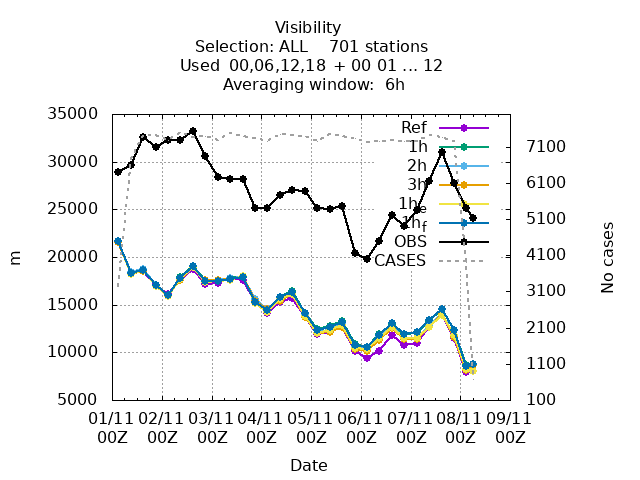 Visibility
Selection: ALL    701 stations
Used  00,06,12,18 + 00 01 ... 12
Averaging window:  6h
35000
30000
25000
20000
15000
10000
5000
m
7100
6100
5100
4100
3100
2100
1100
100
No cases
Ref
1h
2h
3h
1he
1hf
OBS
CASES
01/11 02/11 03/11 04/11 05/11 06/11 07/11 08/11 09/11
00Z 00Z 00Z 00Z 00Z 00Z 00Z 00Z 00Z
Date